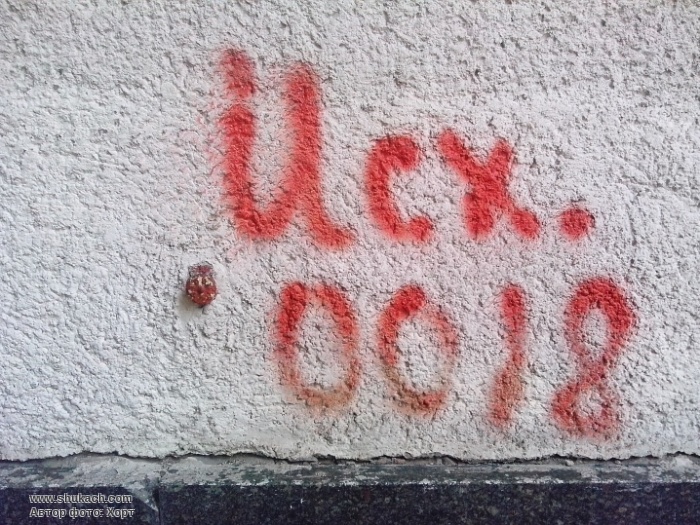 Исх.
0018
www.shukach.com
Автор фото: Хорт